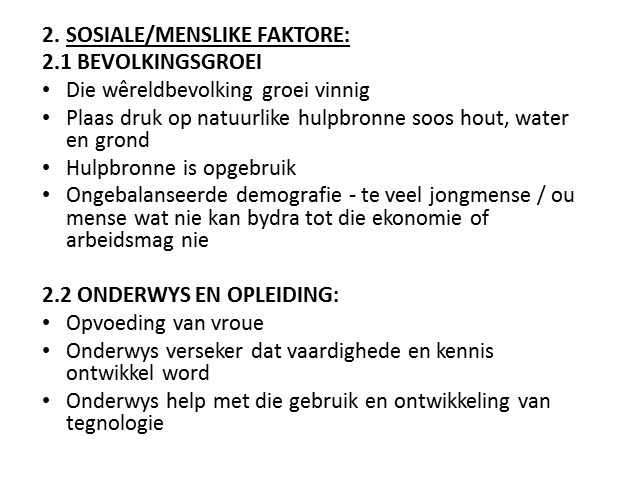 2. SOSIALE/MENSLIKE FAKTORE:
2.1 BEVOLKINGSGROEI
• Die wêreldbevolking groei vinnig
• Plaas druk op natuurlike hulpbronne soos hout, water
en grond
• Hulpbronne is opgebruik
• Ongebalanseerde demografie - te veel jongmense / ou
mense wat nie kan bydra tot die ekonomie of
arbeidsmag nie
2.2 ONDERWYS EN OPLEIDING:
• Opvoeding van vroue
• Onderwys verseker dat vaardighede en kennis
ontwikkel word
• Onderwys help met die gebruik en ontwikkeling van
tegnologie